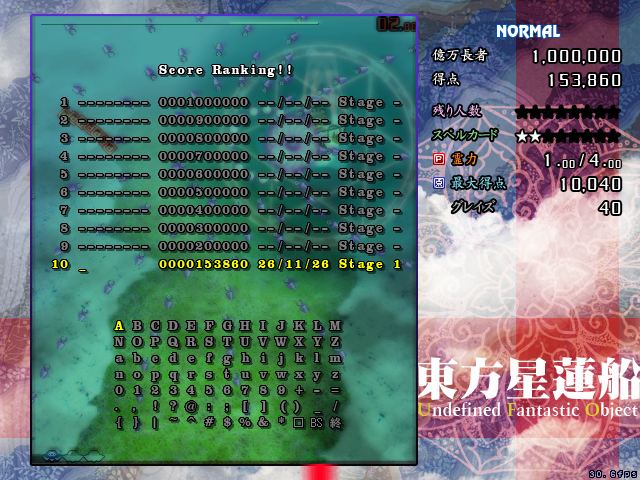 02.
Score Ranking!!
1 -------- 0001000000 --/--/-- Stage -
2 -------- 0000900000 --/--/-- Stage -
3 -------- 0000800000 --/--/-- Stage -
4 -------- 0000700000 --/--/-- Stage -
5 -------- 0000600000 --/--/-- Stage -
6 -------- 0000500000 --/--/-- Stage -
7 -------- 0000400000 --/--/-- Stage -
8 -------- 0000300000 --/--/-- Stage -
9 -------- 0000200000 --/--/-- Stage -
10 _ 0000153860 26/11/26 Stage 1
A B C D E F G H I J K L M
N O P Q R S T U V W X Y Z
a b c d e f g h i j k l m
n o p q r s t u v w x y z
0 1 2 3 4 5 6 7 8 9 + - =
. , ! ? @ : ; [ ] ( ) _ /
{ } | ~ ^ # $ % & * □ BS 終
NORMAL
億万長者 1,000,000
得点 153,860
残り人数
スペルカード ★★
P 霊力 1.00/4.00
点 最大得点 10,040
グレイズ 40
東方星蓮船
Undefined Fantastic Object
30.6fps